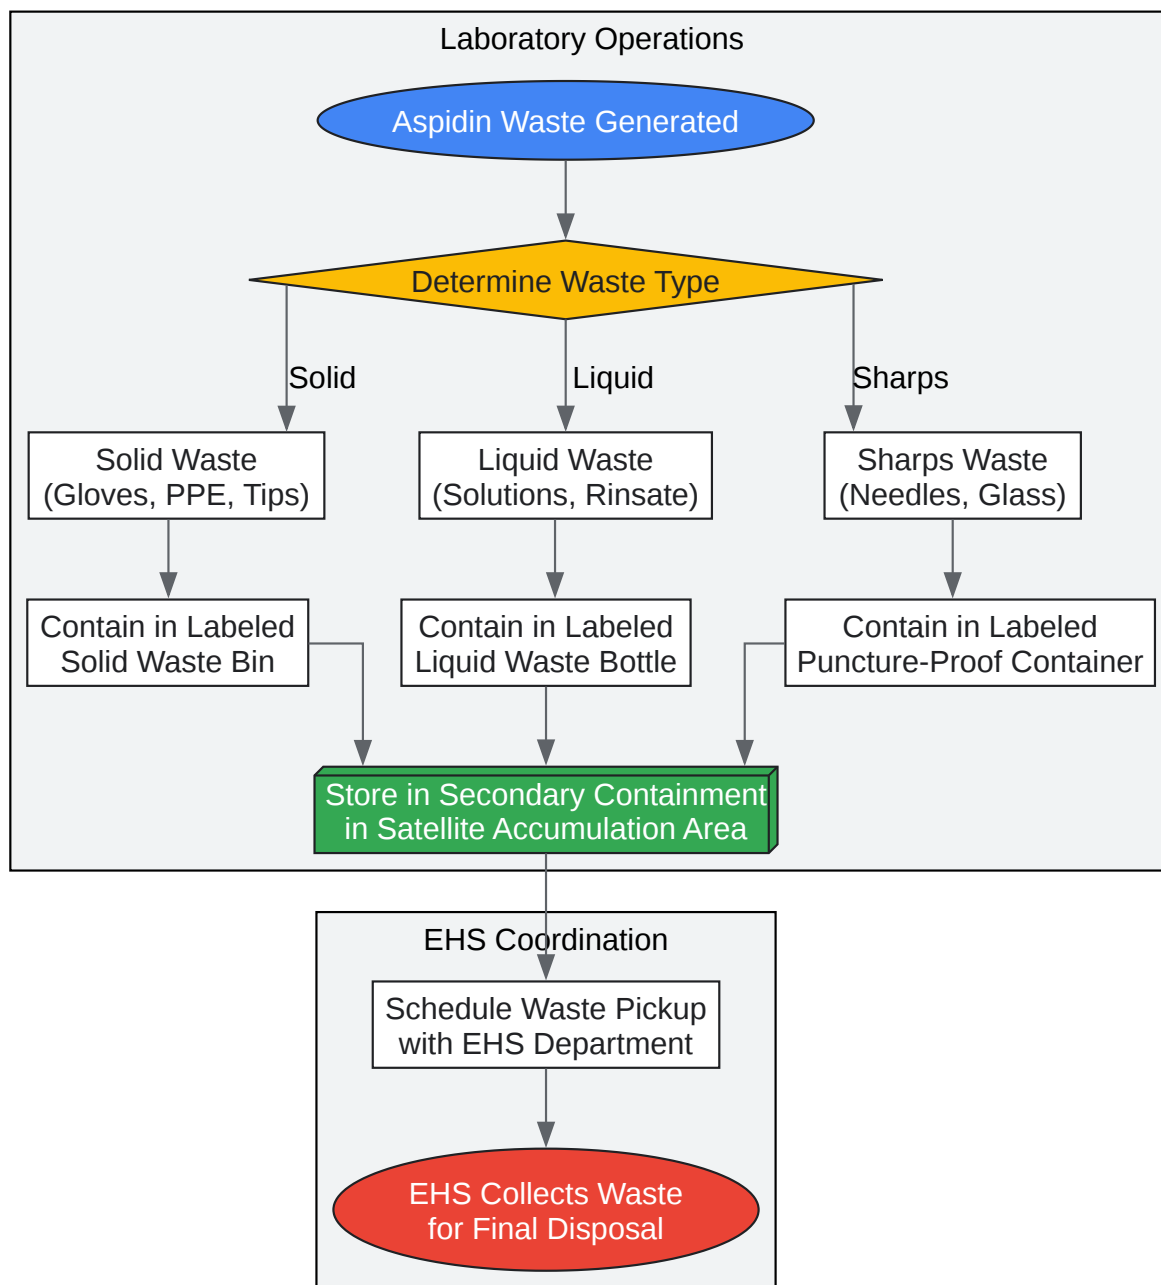 Laboratory Operations
Aspidin Waste Generated
Determine Waste Type
Solid
Liquid
Sharps
Solid Waste
(Gloves, PPE, Tips)
Liquid Waste
(Solutions, Rinsate)
Sharps Waste
(Needles, Glass)
Contain in Labeled
Solid Waste Bin
Contain in Labeled
Liquid Waste Bottle
Contain in Labeled
Puncture-Proof Container
Store in Secondary Containment
in Satellite Accumulation Area
EHS Coordination
Schedule Waste Pickup
with EHS Department
EHS Collects Waste
for Final Disposal